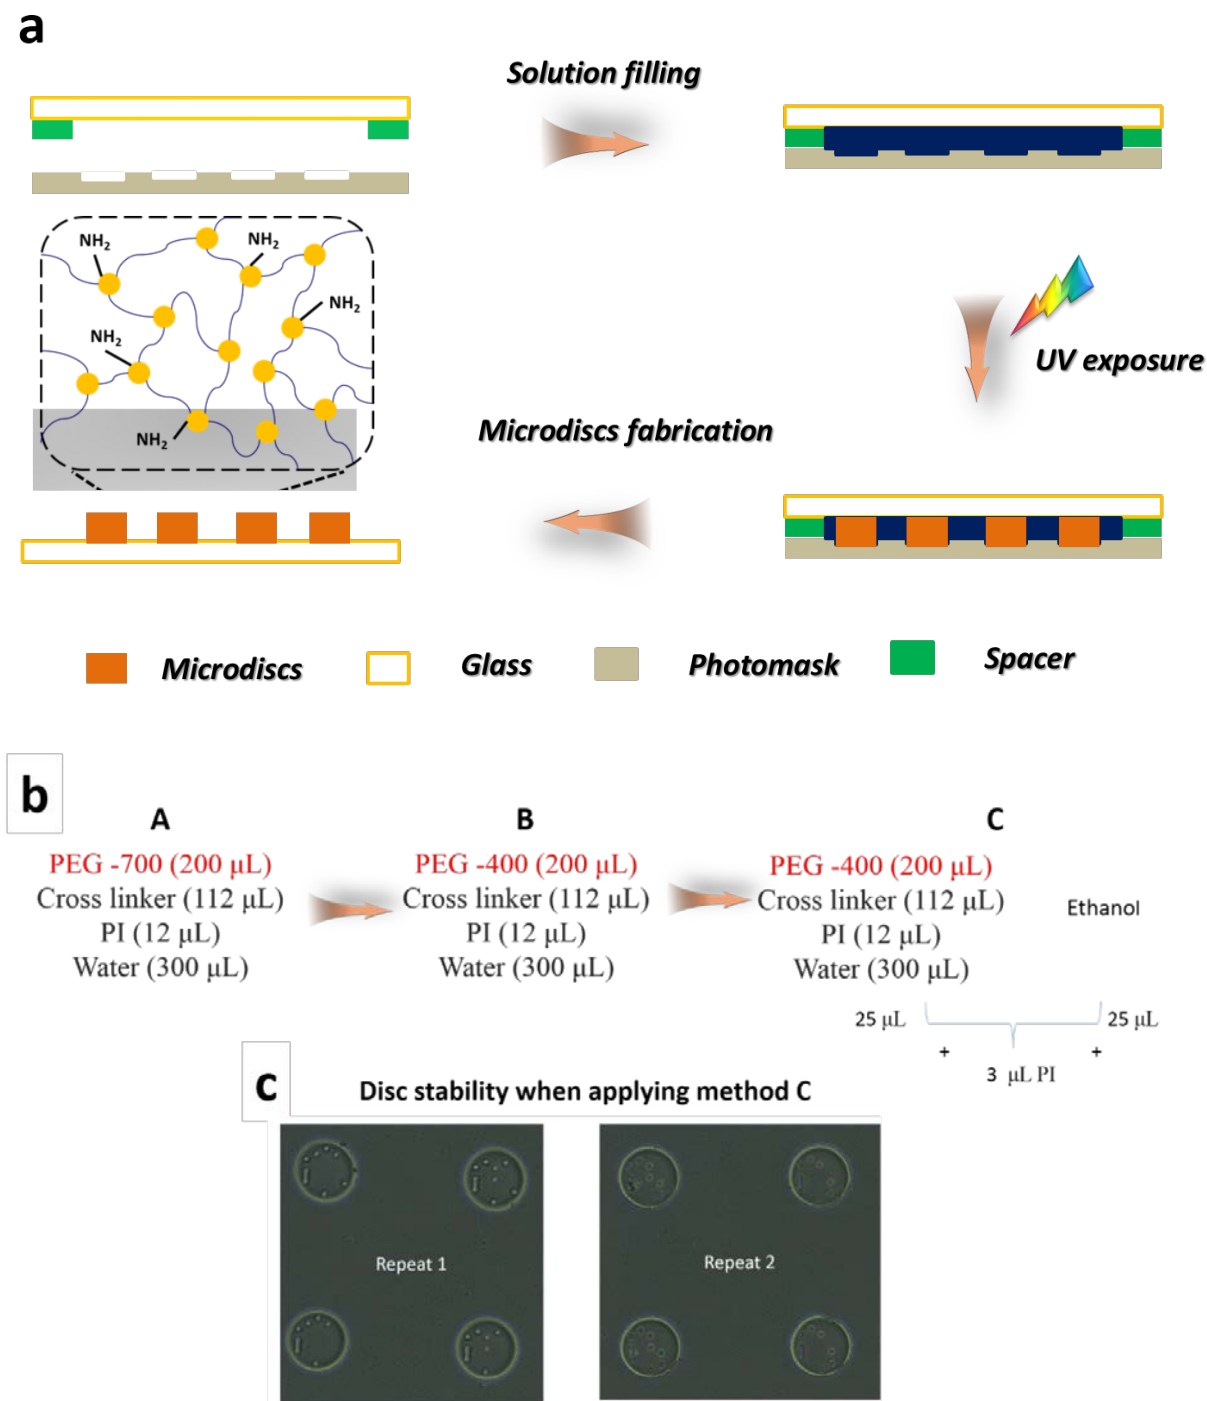 a
Solution filling
NH2
NH2
NH2
NH2
NH2
UV exposure
Microdiscs fabrication
Microdiscs
Glass
Photomask
Spacer
b
A
PEG -700 (200 µL)
Cross linker (112 µL)
PI (12 µL)
Water (300 µL)
B
PEG -400 (200 µL)
Cross linker (112 µL)
PI (12 µL)
Water (300 µL)
C
PEG -400 (200 µL)
Cross linker (112 µL)
PI (12 µL)
Water (300 µL)
Ethanol
25 µL
25 µL
+
+
3 µL PI
c
Disc stability when applying method C
Repeat 1
Repeat 2